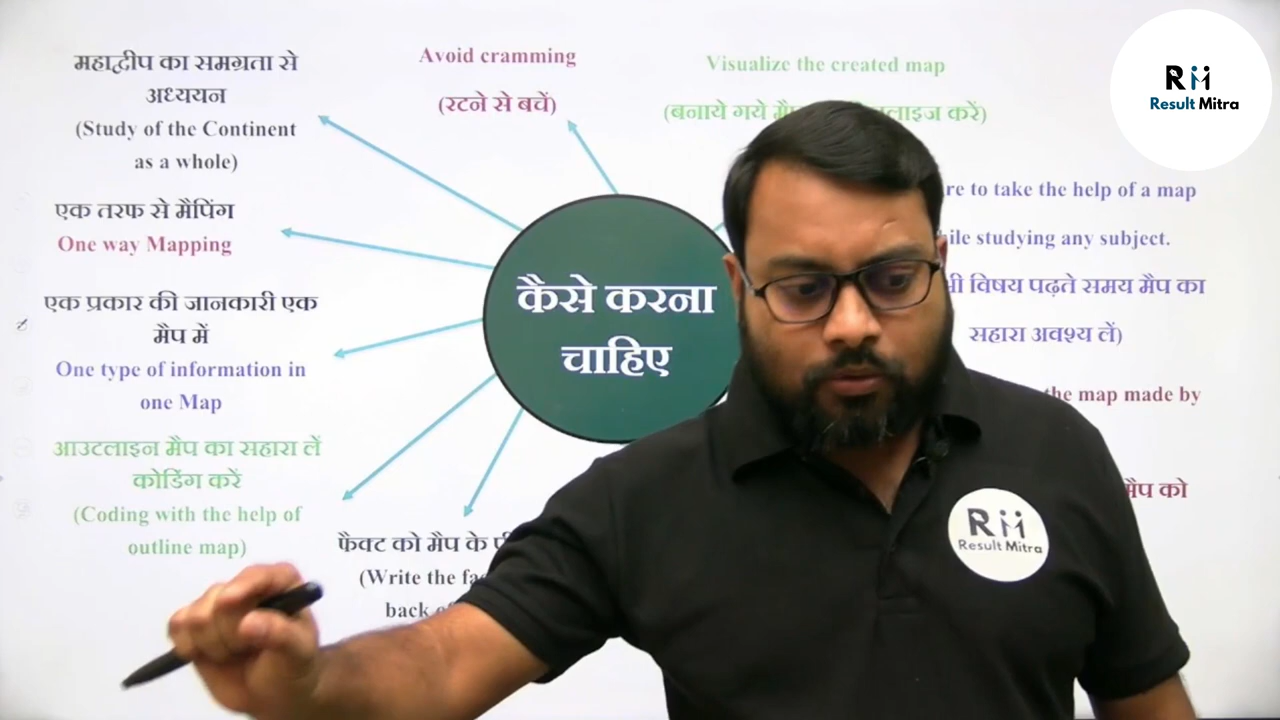 महाद्वीप का समग्रता से
अध्ययन
(Study of the Continent
as a whole)
एक तरफ से मैपिंग
One way Mapping
एक प्रकार की जानकारी एक
मैप में
One type of information in
one Map
आउटलाइन मैप का सहारा लें
कोडिंग करें
(Coding with the help of
outline map)
Avoid cramming
(रटने से बचें)
Visualize the created map
(बनाये गये
करें)
कैसे करना
चाहिए
फैक्ट को मैप के
(Write the
back
to take the help of a map
studying any subject.
विषय पढ़ते समय मैप का
सहारा अवश्य लें)
the map made by
मैप को
RM
Result Mitra
RM
Result Mitra